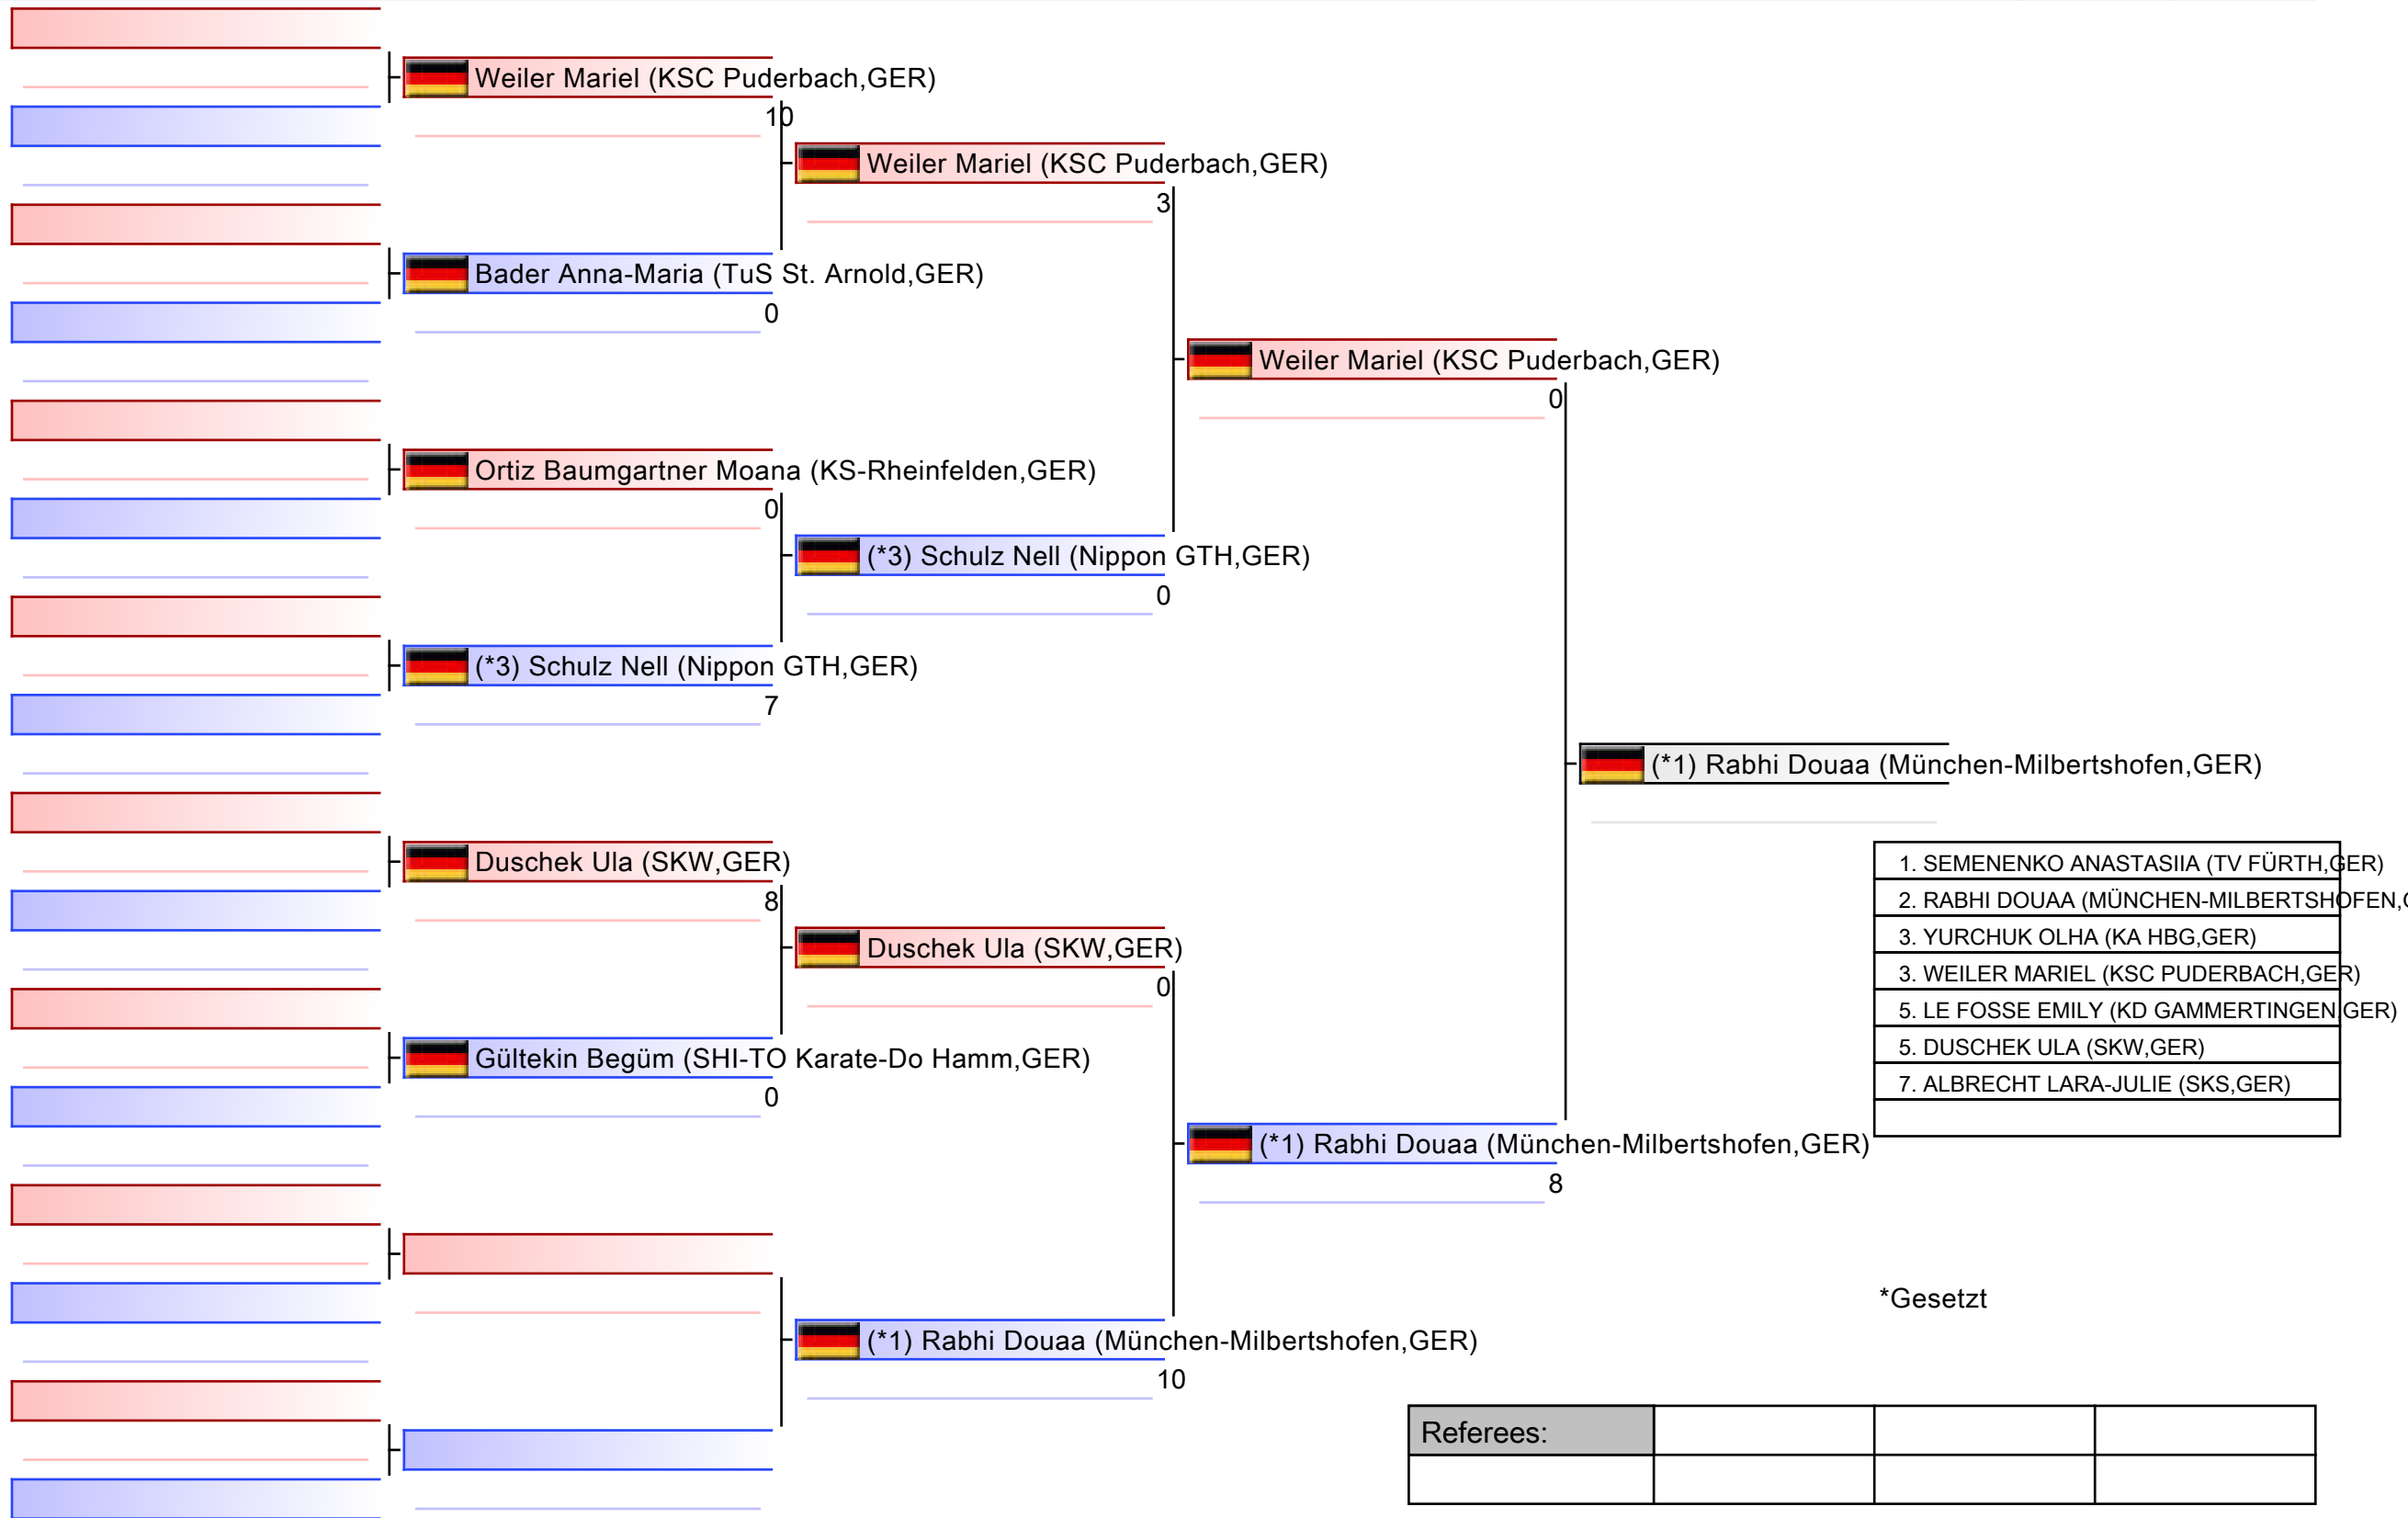 Weiler Mariel (KSC Puderbach,GER)
10
Weiler Mariel (KSC Puderbach,GER)
3
Bader Anna-Maria (TuS St. Arnold,GER)
0
Weiler Mariel (KSC Puderbach,GER)
0
Ortiz Baumgartner Moana (KS-Rheinfelden,GER)
0
(*3) Schulz Nell (Nippon GTH,GER)
0
(*3) Schulz Nell (Nippon GTH,GER)
7
(*1) Rabhi Douaa (München-Milbertshofen,GER)
Duschek Ula (SKW,GER)
8
Duschek Ula (SKW,GER)
0
Gültekin Begüm (SHI-TO Karate-Do Hamm,GER)
0
(*1) Rabhi Douaa (München-Milbertshofen,GER)
8
(*1) Rabhi Douaa (München-Milbertshofen,GER)
10
1. SEMENENKO ANASTASIIA (TV FÜRTH,GER)
2. RABHI DOUAA (MÜNCHEN-MILBERTSHOFEN,
3. YURCHUK OLHA (KA HBG,GER)
3. WEILER MARIEL (KSC PUDERBACH,GER)
5. LE FOSSE EMILY (KD GAMMERTINGEN,GER)
5. DUSCHEK ULA (SKW,GER)
7. ALBRECHT LARA-JULIE (SKS,GER)
*Gesetzt
Referees: